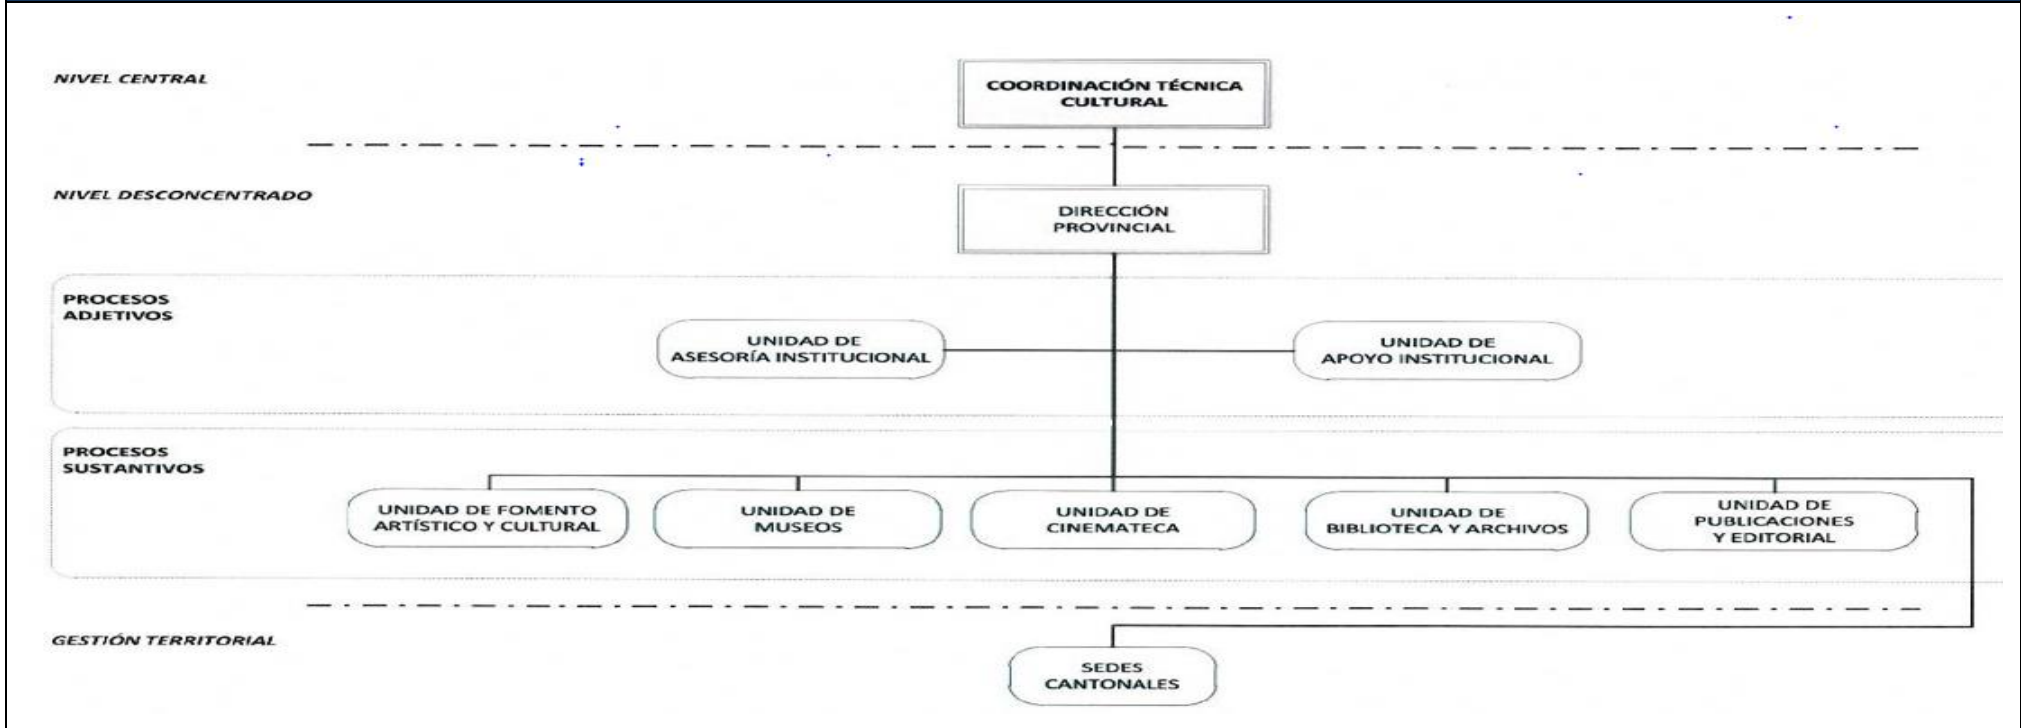 NIVEL CENTRAL
COORDINACIÓN TÉCNICA
CULTURAL
NIVEL DESCONCENTRADO
DIRECCIÓN
PROVINCIAL
PROCESOS
ADJETIVOS
UNIDAD DE
ASESORÍA INSTITUCIONAL
UNIDAD DE
APOYO INSTITUCIONAL
PROCESOS
SUSTANTIVOS
UNIDAD DE FOMENTO
ARTÍSTICO Y CULTURAL
UNIDAD DE
MUSEOS
UNIDAD DE
CINEMATECA
UNIDAD DE
BIBLIOTECA Y ARCHIVOS
UNIDAD DE
PUBLICACIONES
Y EDITORIAL
GESTIÓN TERRITORIAL
SEDES
CANTONALES